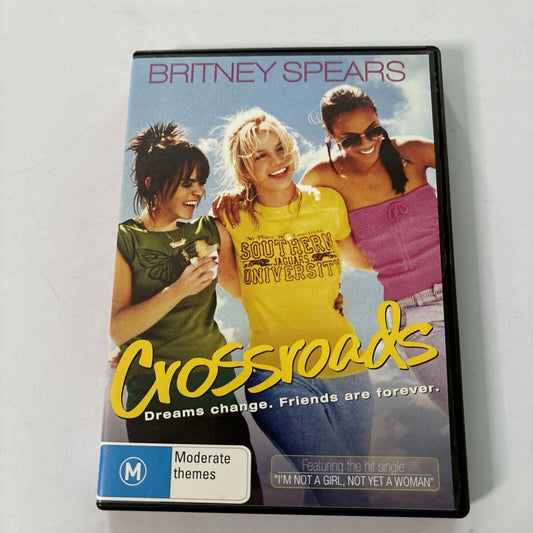 BRITNEY SPEARS
SOUTHERN
JAGUARS
UNIVERSITY
Crossroads
Dreams change. Friends are forever.
M
Moderate
themes
Featuring the hit single
"I'M NOT A GIRL, NOT YET A WOMAN"